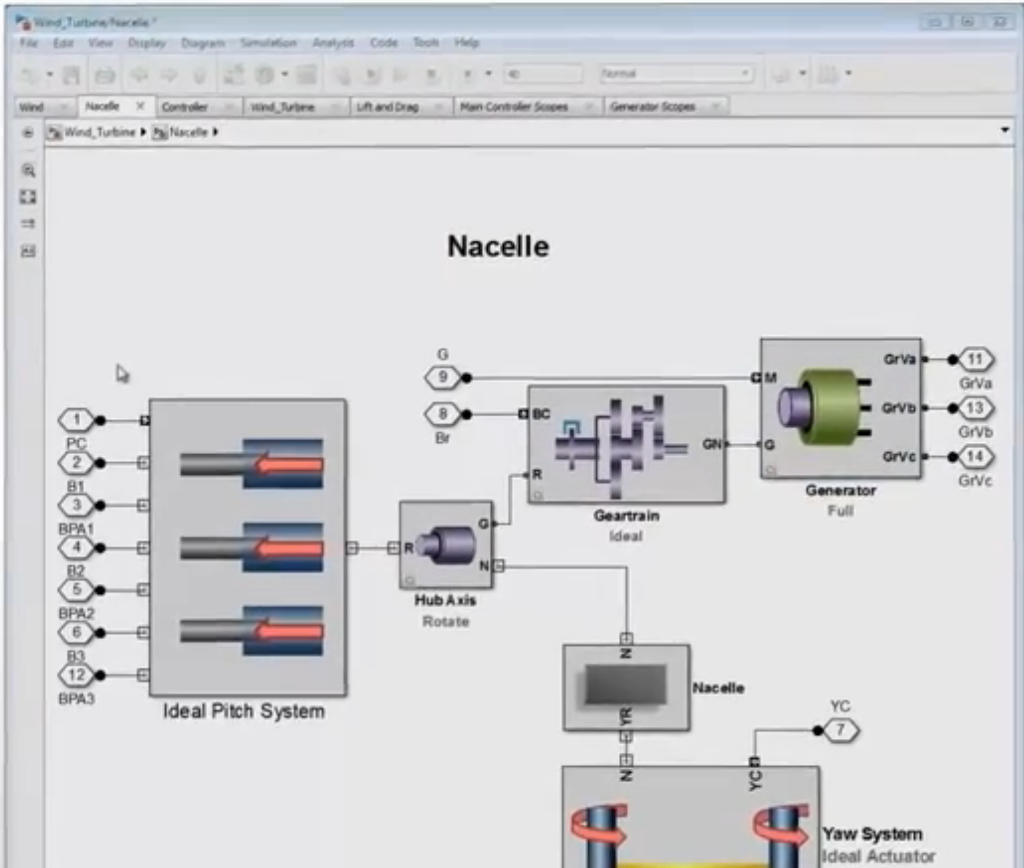 Wind_Turbine/Nacelle *
File Edit View Display Diagram Simulation Analysis Code Tools Help
Normal
Wind Nacelle X Controller Wind_Turbine Lift and Drag Main Controller Scopes Generator Scopes
Wind_Turbine Nacelle
Nacelle
G
9
8
Br
M
G
GrVa
GrVb
GrVc
11
GrVa
13
GrVb
14
GrVc
Generator
Full
BC
R
GN
Geartrain
Ideal
1
PC
2
B1
3
BPA1
4
B2
5
BPA2
6
B3
12
BPA3
Ideal Pitch System
R
G
N
Hub Axis
Rotate
N
YR
Nacelle
YC
7
N
YC
Yaw System
Ideal Actuator